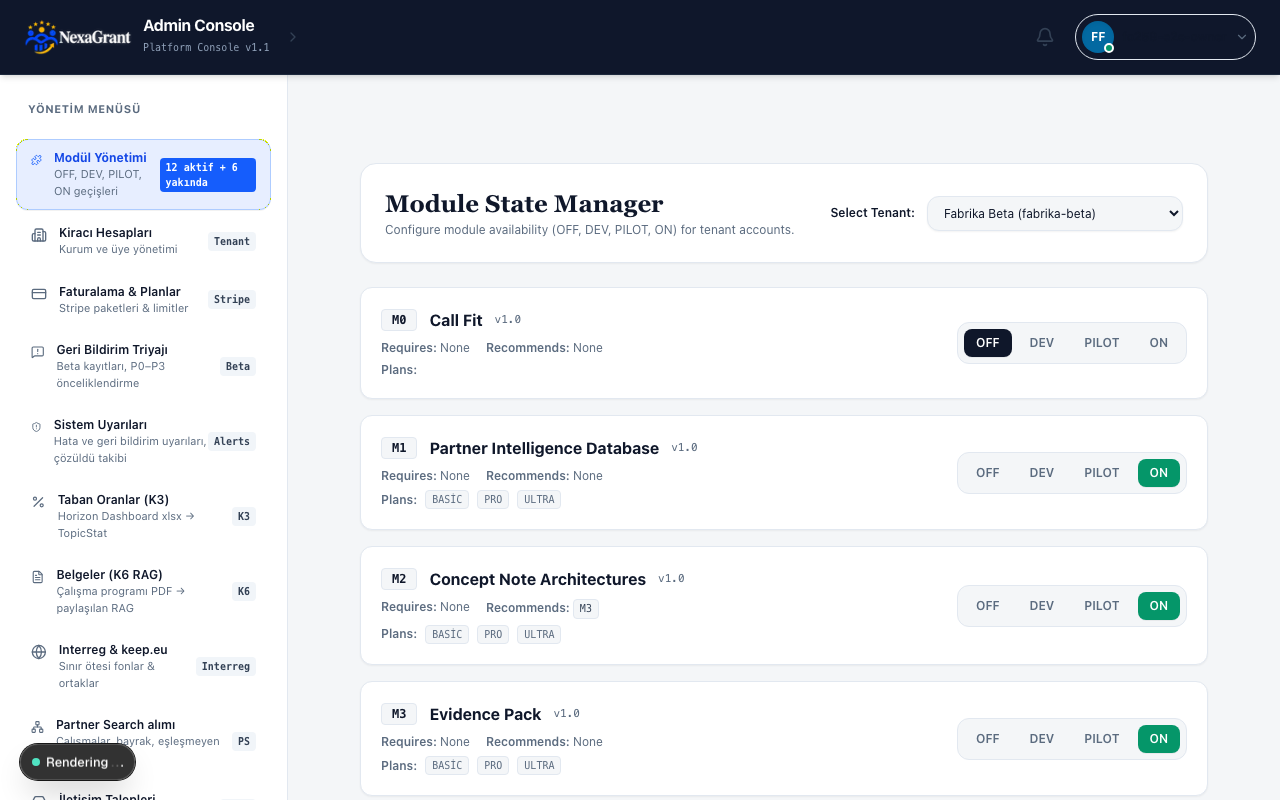 NexaGrant
Admin Console
Platform Console v1.1
FF
YÖNETİM MENÜSÜ
Modül Yönetimi
OFF, DEV, PILOT,
ON geçişleri
12 aktif + 6
yakında
Kiracı Hesapları
Kurum ve üye yönetimi
Tenant
Faturalama & Planlar
Stripe paketleri & limitler
Stripe
Geri Bildirim Triyajı
Beta kayıtları, P0–P3
önceliklendirme
Beta
Sistem Uyarıları
Hata ve geri bildirim uyarıları,
çözüldü takibi
Alerts
Taban Oranlar (K3)
Horizon Dashboard xlsx →
TopicStat
K3
Belgeler (K6 RAG)
Çalışma programı PDF →
paylaşılan RAG
K6
Interreg & keep.eu
Sınır ötesi fonlar &
ortaklar
Interreg
Partner Search alımı
Çalışmalar, bayrak, eşleşmeyen
PS
Rendering ...
İletişim Talepleri
Module State Manager
Configure module availability (OFF, DEV, PILOT, ON) for tenant accounts.
Select Tenant:
Fabrika Beta (fabrika-beta)
M0 Call Fit v1.0
Requires: None Recommends: None
Plans:
OFF DEV PILOT ON
M1 Partner Intelligence Database v1.0
Requires: None Recommends: None
Plans: BASİC PRO ULTRA
OFF DEV PILOT ON
M2 Concept Note Architectures v1.0
Requires: None Recommends: M3
Plans: BASİC PRO ULTRA
OFF DEV PILOT ON
M3 Evidence Pack v1.0
Requires: None Recommends: None
Plans: BASİC PRO ULTRA
OFF DEV PILOT ON